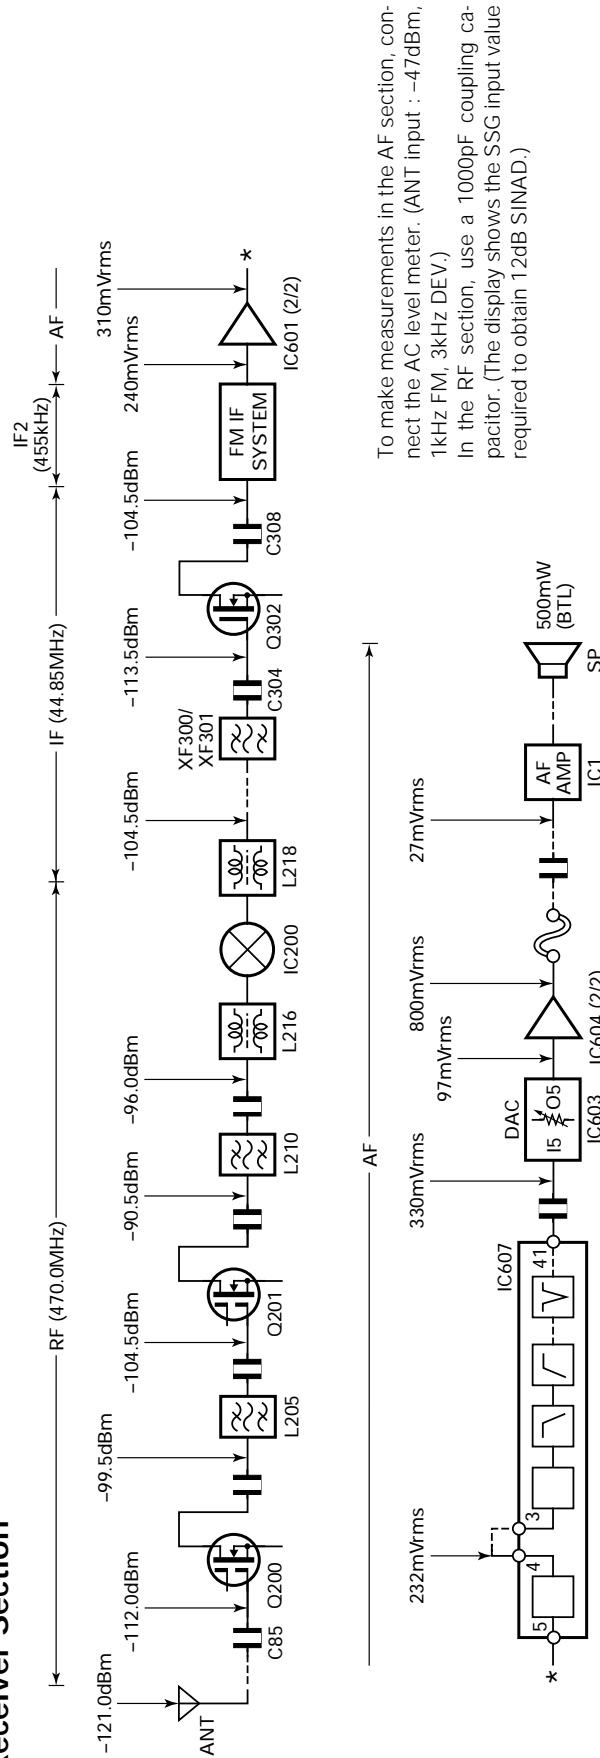 Receiver Section
RF (470.0MHz)
IF (44.85MHz)
IF2
(455kHz)
AF
−121.0dBm
−112.0dBm
−99.5dBm
−104.5dBm
−90.5dBm
−96.0dBm
−104.5dBm
−113.5dBm
−104.5dBm
240mVrms
310mVrms
XF300/
XF301
FM IF
SYSTEM
*
ANT
C85
Q200
L205
Q201
L210
L216
IC200
L218
C304
Q302
C308
IC601 (2/2)
AF
232mVrms
330mVrms
97mVrms
800mVrms
27mVrms
IC607
DAC
500mW
(BTL)
*
5
4
3
41
I5
O5
AF
AMP
IC603
IC604 (2/2)
IC1
SP
To make measurements in the AF section, con-
nect the AC level meter. (ANT input : −47dBm,
1kHz FM, 3kHz DEV.)
In the RF section, use a 1000pF coupling ca-
pacitor. (The display shows the SSG input value
required to obtain 12dB SINAD.)